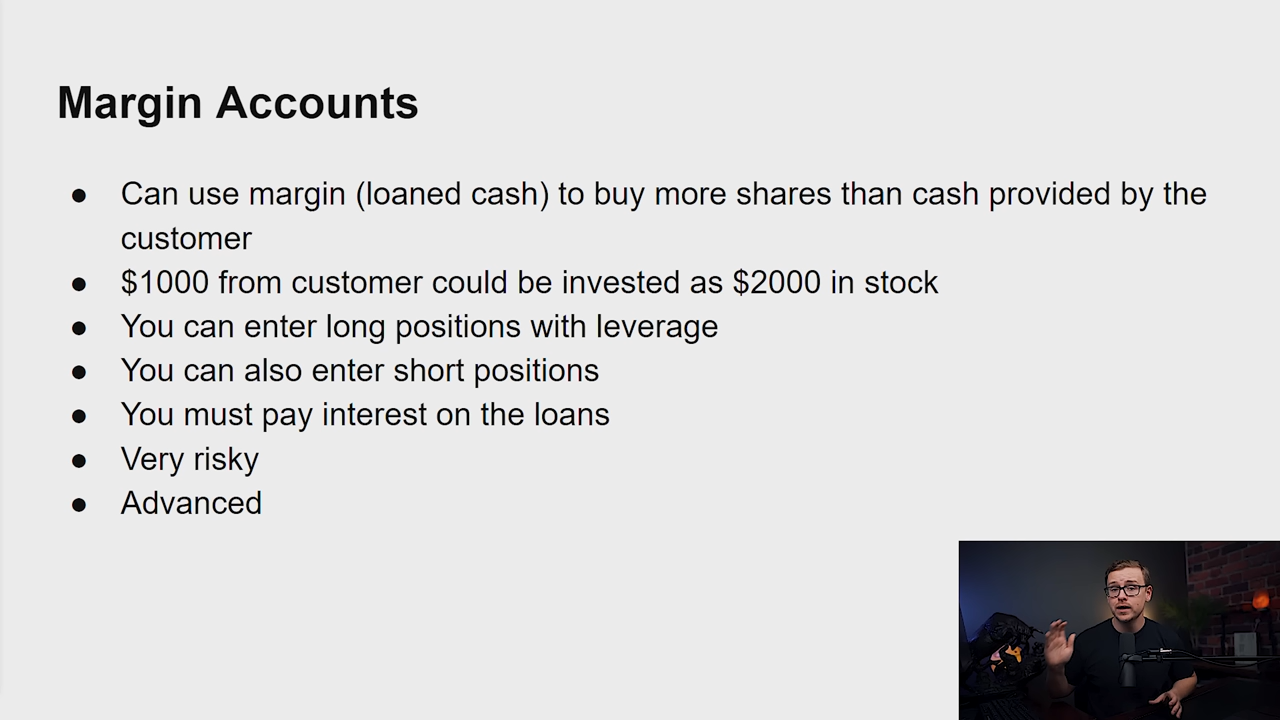 Margin Accounts
● Can use margin (loaned cash) to buy more shares than cash provided by the
customer
● $1000 from customer could be invested as $2000 in stock
● You can enter long positions with leverage
● You can also enter short positions
● You must pay interest on the loans
● Very risky
● Advanced